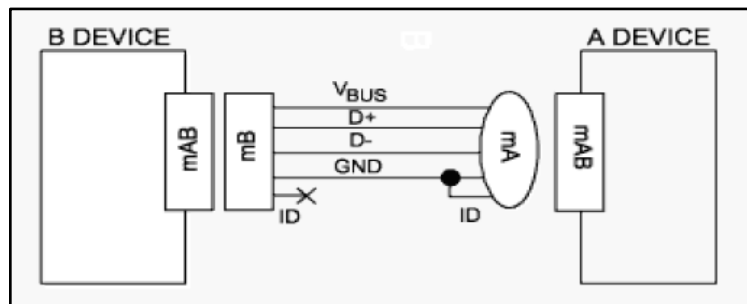 B DEVICE
A DEVICE
mAB
mB
VBUS
D+
D-
GND
ID
ID
mA
mAB